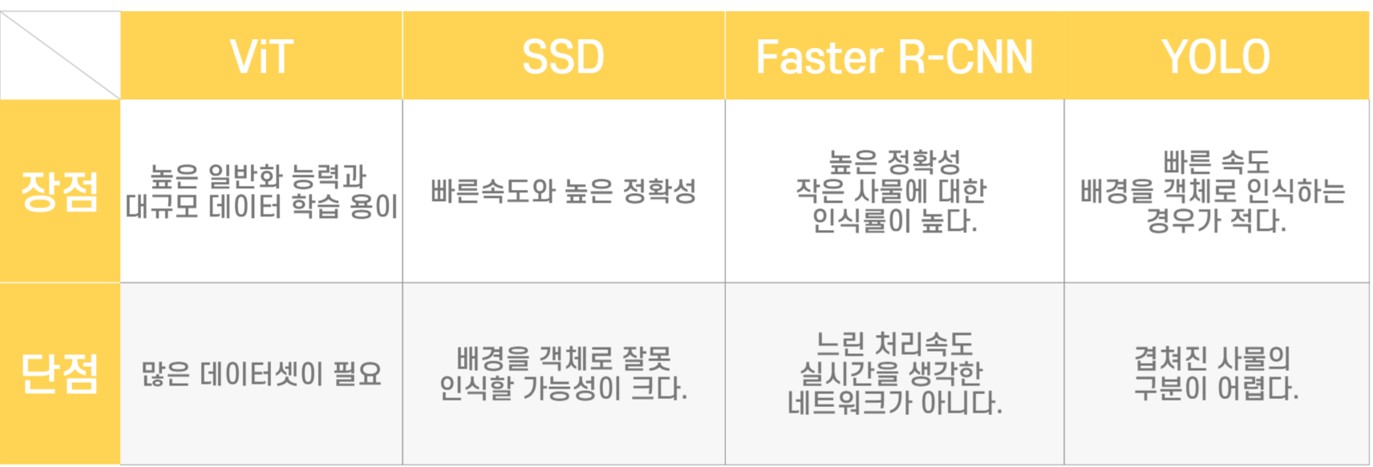 ViT
SSD
Faster R-CNN
YOLO
장점
높은 일반화 능력과
대규모 데이터 학습 용이
빠른속도와 높은 정확성
높은 정확성
작은 사물에 대한
인식률이 높다.
빠른 속도
배경을 객체로 인식하는
경우가 적다.
단점
많은 데이터셋이 필요
배경을 객체로 잘못
인식할 가능성이 크다.
느린 처리속도
실시간을 생각한
네트워크가 아니다.
겹쳐진 사물의
구분이 어렵다.